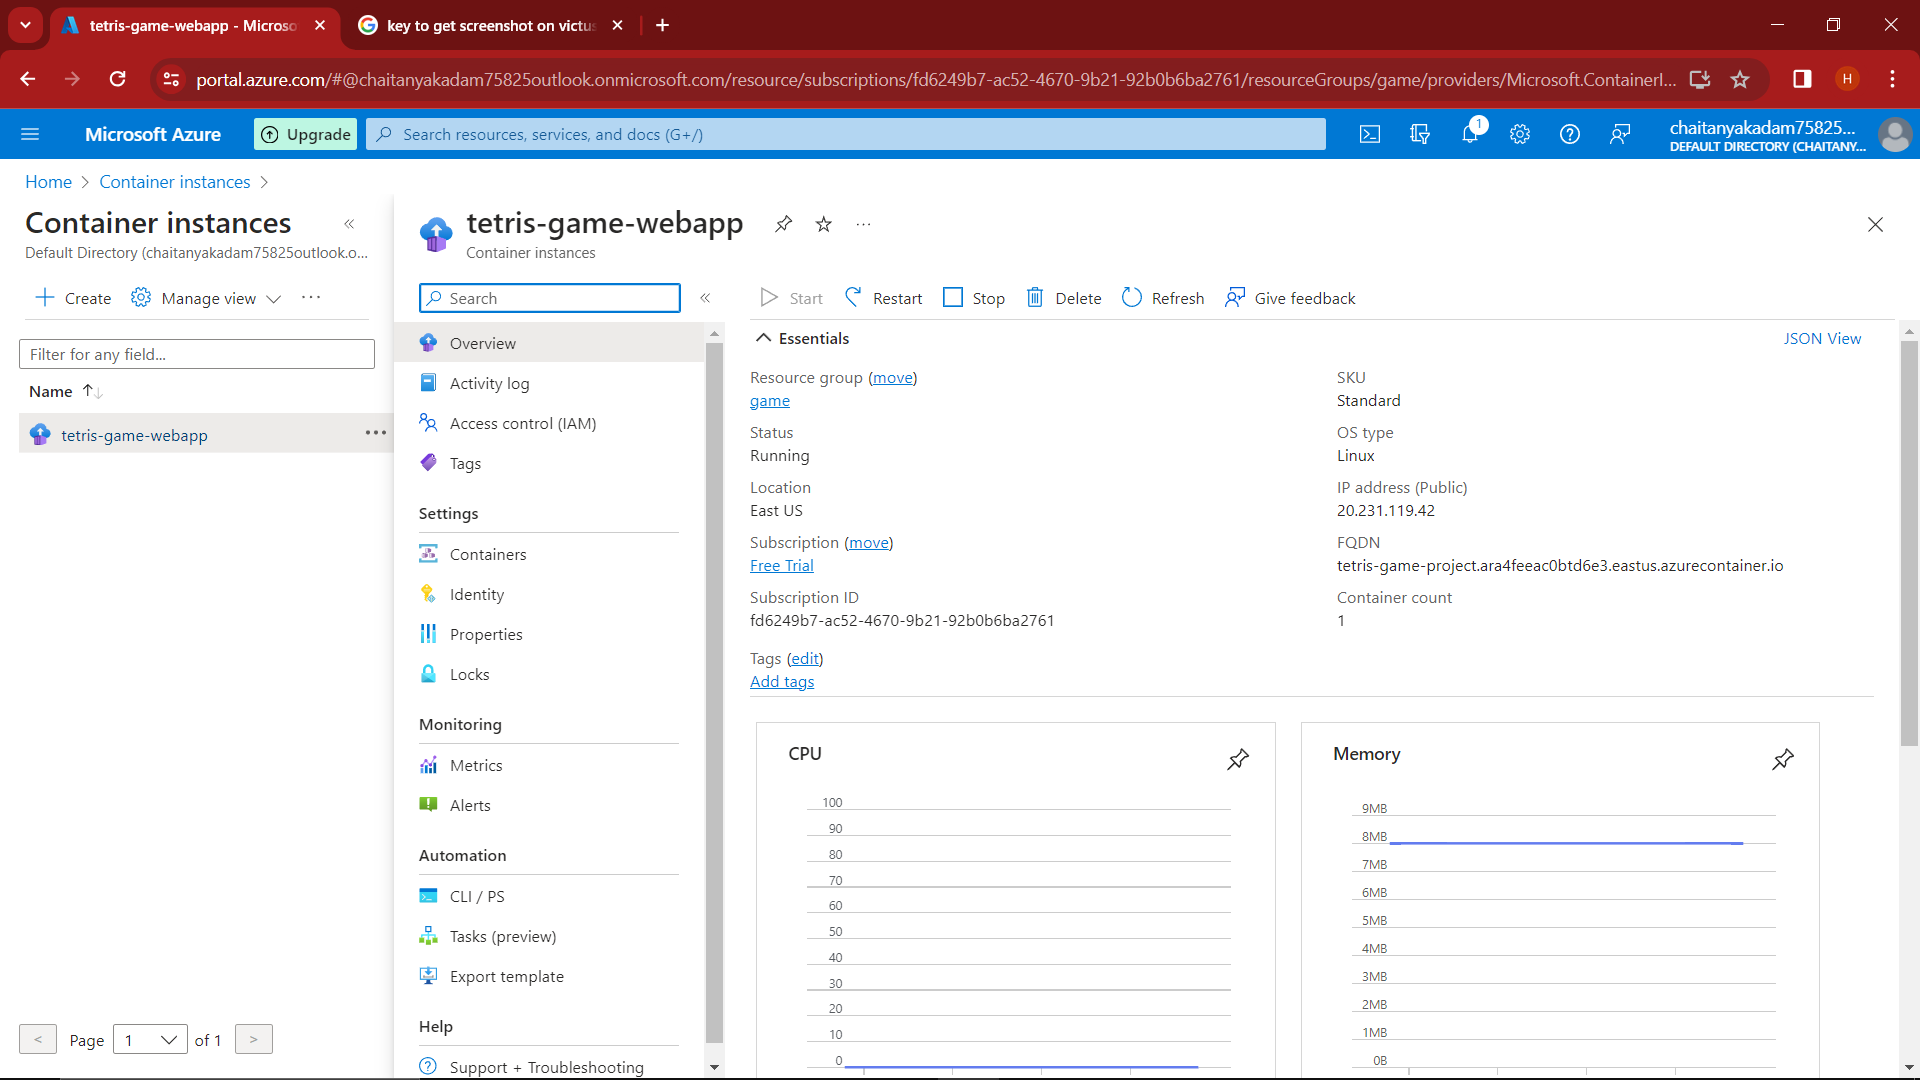 tetris-game-webapp - Microso
key to get screenshot on victus
portal.azure.com/#@chaitanyakadam75825outlook.onmicrosoft.com/resource/subscriptions/fd6249b7-ac52-4670-9b21-92b0b6ba2761/resourceGroups/game/providers/Microsoft.ContainerI...
H
Microsoft Azure
Upgrade
Search resources, services, and docs (G+/)
1
chaitanyakadam75825...
DEFAULT DIRECTORY (CHAITANY...
Home > Container instances >
Container instances
Default Directory (chaitanyakadam75825outlook.o...
Create
Manage view
Filter for any field...
Name
tetris-game-webapp
Page 1 of 1
tetris-game-webapp
Container instances
Search
Overview
Activity log
Access control (IAM)
Tags
Settings
Containers
Identity
Properties
Locks
Monitoring
Metrics
Alerts
Automation
CLI / PS
Tasks (preview)
Export template
Help
Support + Troubleshooting
Start
Restart
Stop
Delete
Refresh
Give feedback
Essentials
JSON View
Resource group (move)
game
Status
Running
Location
East US
Subscription (move)
Free Trial
Subscription ID
fd6249b7-ac52-4670-9b21-92b0b6ba2761
SKU
Standard
OS type
Linux
IP address (Public)
20.231.119.42
FQDN
tetris-game-project.ara4feeac0btd6e3.eastus.azurecontainer.io
Container count
1
Tags (edit)
Add tags
CPU
100
90
80
70
60
50
40
30
20
10
0
Memory
9MB
8MB
7MB
6MB
5MB
4MB
3MB
2MB
1MB
0B